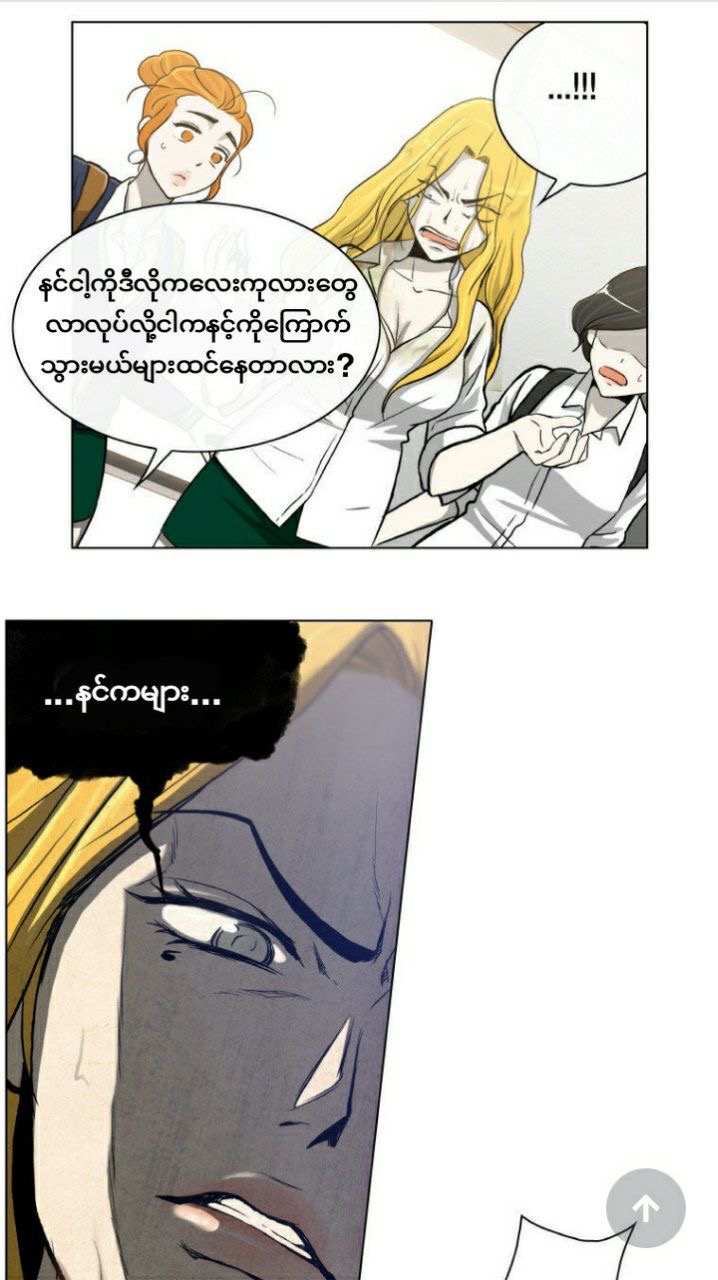 ...!!!
နင်ငါ့ကိုဒီလိုကလေးကုလားတွေ
လာလုပ်လို့ငါကနင့်ကိုကြောက်
သွားမယ်များထင်နေတာလား?
...နင်ကများ...